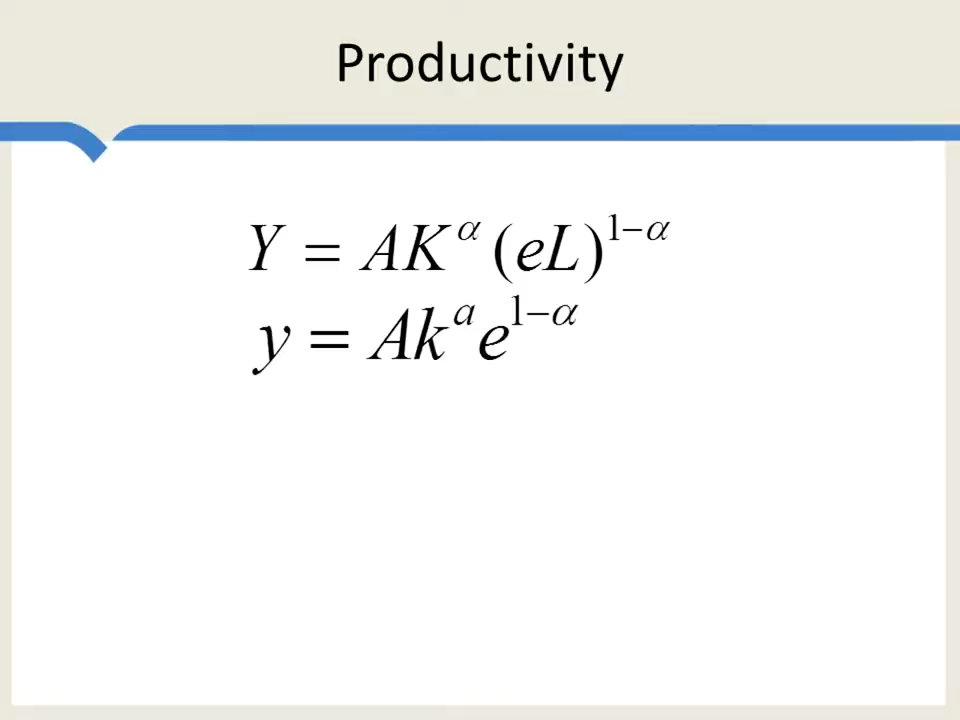 Productivity
Y = AK^α (eL)^{1−α}
y = Ak^a e^{1−α}